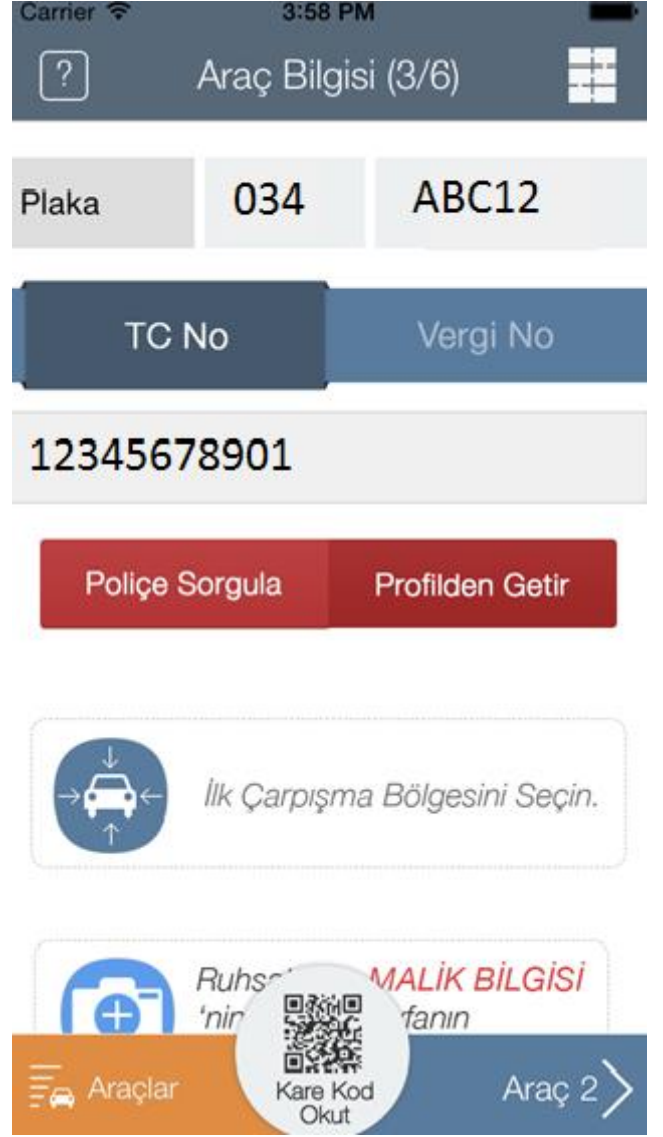 Carrier 3:58 PM
? Araç Bilgisi (3/6)
Plaka 034 ABC12
TC No Vergi No
12345678901
Poliçe Sorgula Profilden Getir
İlk Çarpışma Bölgesini Seçin.
MALİK BİLGİSİ
Araçlar Kare Kod Okut Araç 2